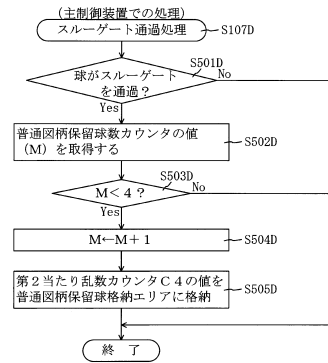 (主制御装置での処理)
スルーゲート通過処理
S107D
球がスルーゲート
を通過?
S501D
No
Yes
普通図柄保留球数カウンタの値
(M)を取得する
S502D
M<4?
S503D
No
Yes
M←M+1
S504D
第2当たり乱数カウンタC4の値を
普通図柄保留球格納エリアに格納
S505D
終 了